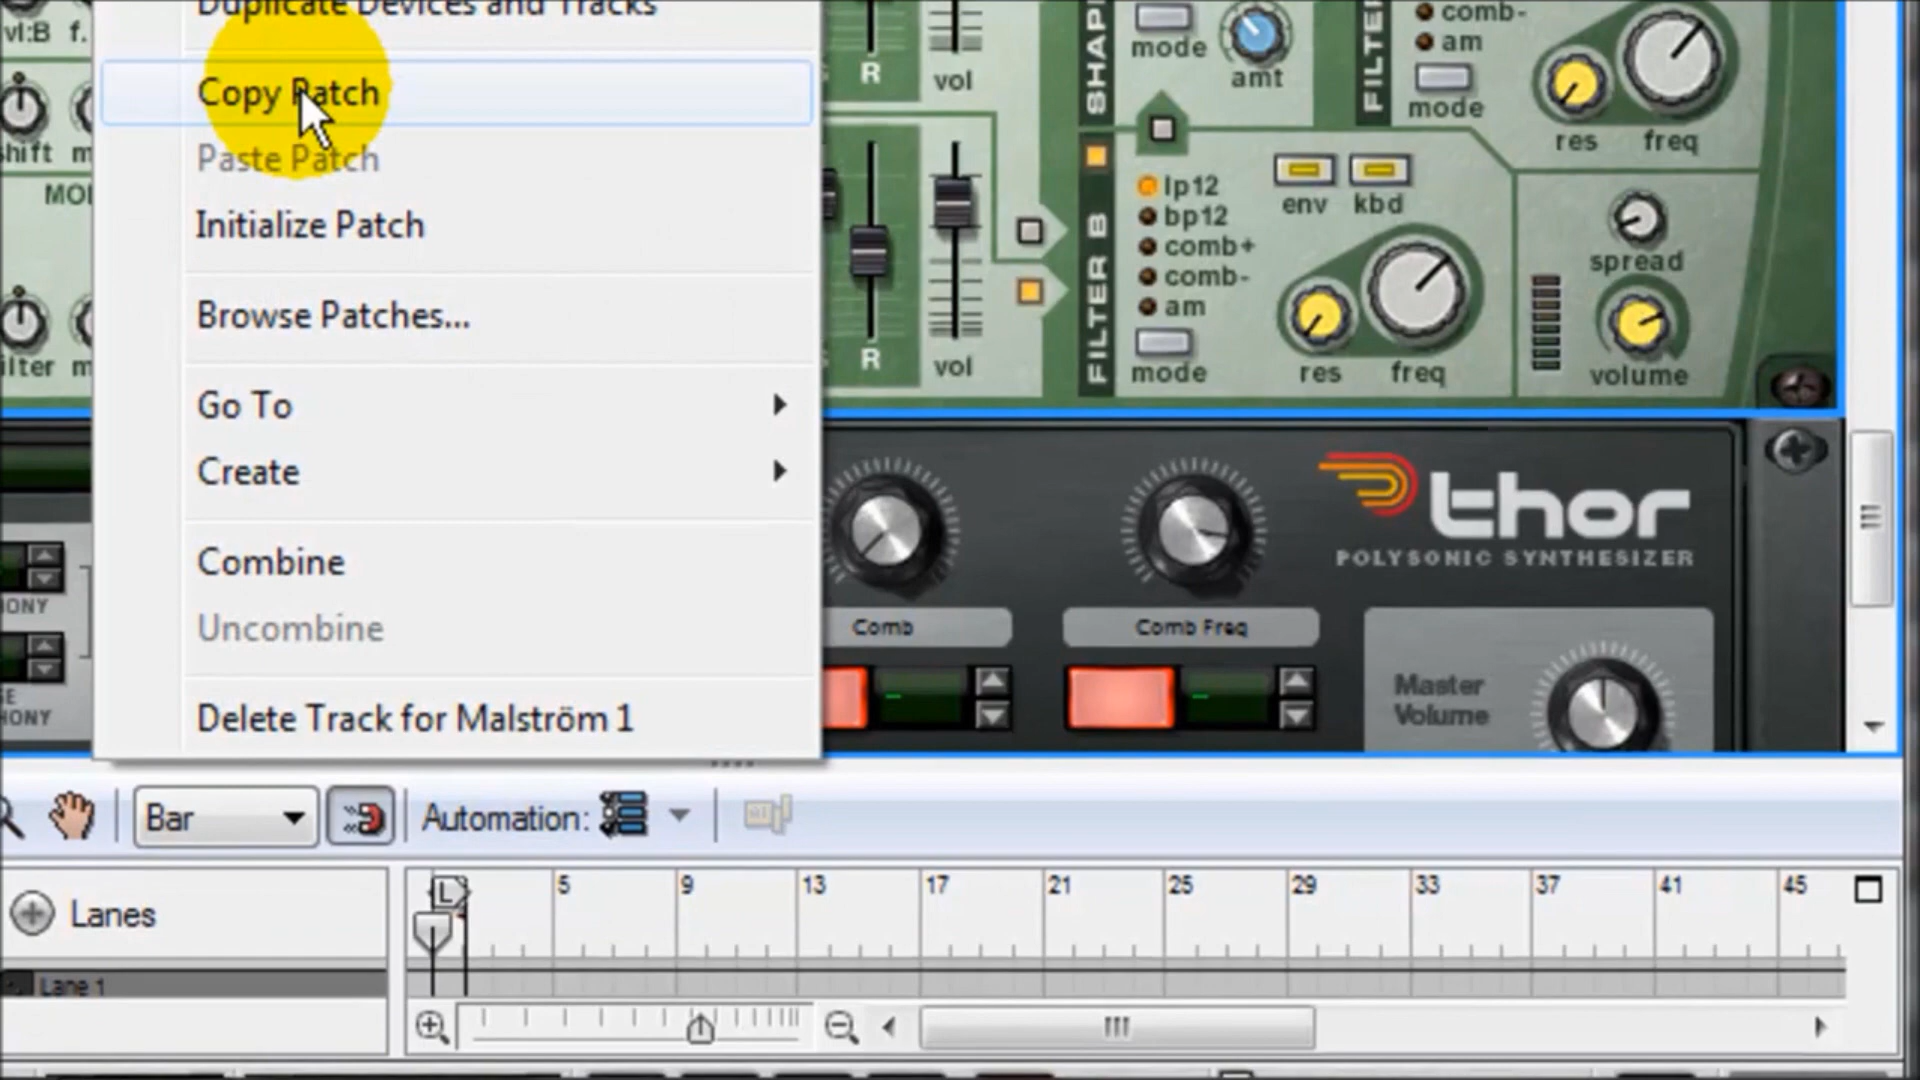 Duplicate Devices and Tracks
Copy Patch
Paste Patch
Initialize Patch
Browse Patches...
Go To
Create
Combine
Uncombine
Delete Track for Malström 1
lvl:B f.
shift m
MOD
filter m
R
vol
R
vol
SHAPE
mode
amt
FILTER
comb-
am
mode
res
freq
FILTER B
lp12
bp12
comb+
comb-
am
mode
env
kbd
res
freq
spread
volume
thor
POLYSONIC SYNTHESIZER
Comb
Comb Freq
Master
Volume
Bar
Automation:
Lanes
L
5 9 13 17 21 25 29 33 37 41 45
Lane 1